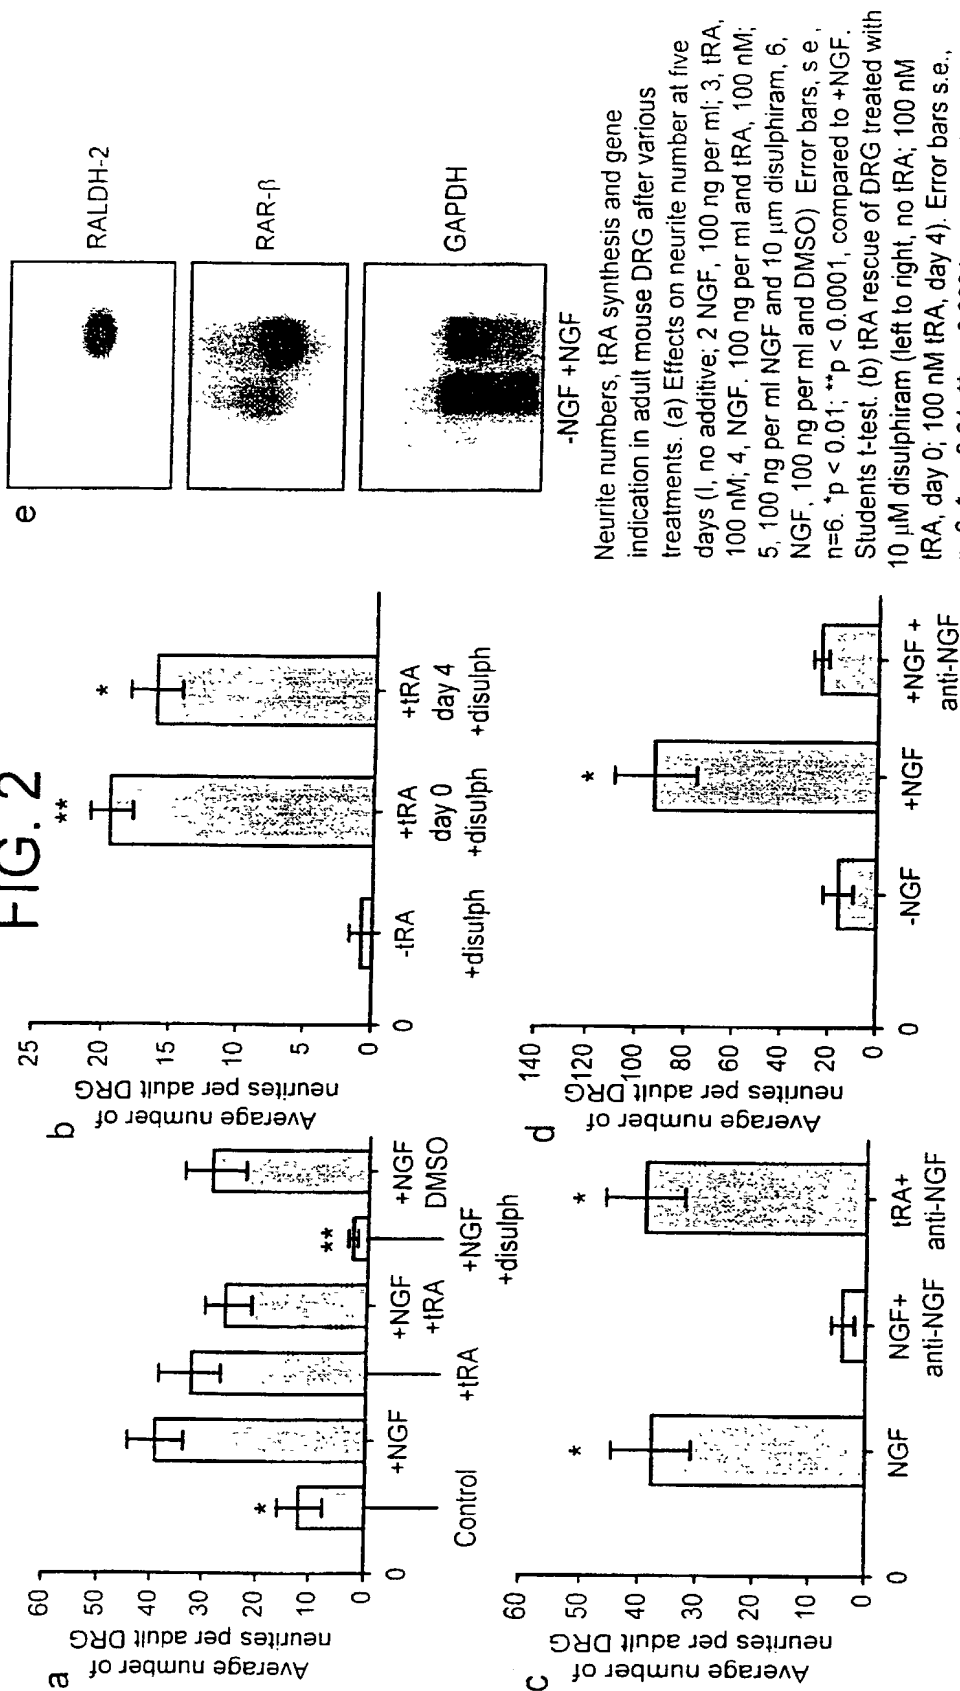 FIG. 2
a
Average number of
neurites per adult DRG
60
50
40
30
20
10
0
0
*
**
Control
+NGF
+tRA
+NGF
+tRA
+NGF
+disulph
+NGF
DMSO
b
Average number of
neurites per adult DRG
25
20
15
10
5
0
0
**
*
-tRA
+disulph
+tRA
day 0
+disulph
+tRA
day 4
+disulph
c
Average number of
neurites per adult DRG
60
50
40
30
20
10
0
0
*
*
NGF
NGF+
anti-NGF
tRA+
anti-NGF
d
Average number of
neurites per adult DRG
140
120
100
80
60
40
20
0
0
*
-NGF
+NGF
+NGF +
anti-NGF
e
RALDH-2
RAR-β
GAPDH
-NGF +NGF
Neurite numbers, tRA synthesis and gene
indication in adult mouse DRG after various
treatments. (a) Effects on neurite number at five
days (l, no additive; 2 NGF, 100 ng per ml; 3, tRA,
100 nM; 4, NGF. 100 ng per ml and tRA, 100 nM;
5, 100 ng per ml NGF and 10 μm disulphiram, 6,
NGF, 100 ng per ml and DMSO) Error bars, s e ,
n=6. *p < 0.01; **p < 0.0001, compared to +NGF.
Students t-test. (b) tRA rescue of DRG treated with
10 μM disulphiram (left to right, no tRA; 100 nM
tRA, day 0; 100 nM tRA, day 4). Error bars s.e.,